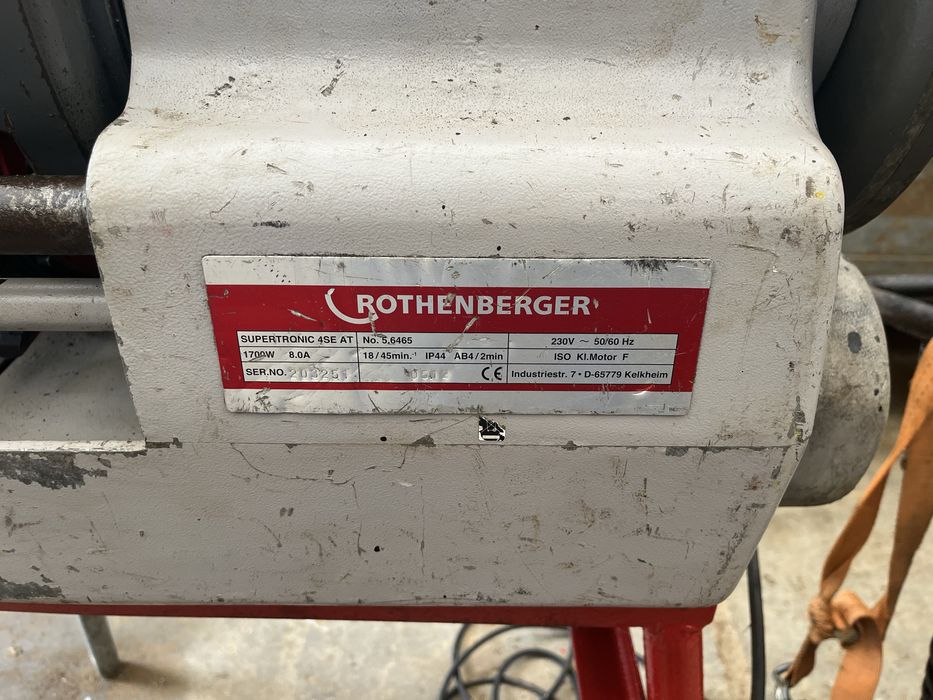 ROTHENBERGER
SUPERTRONIC 4SE AT No. 5,6465 230V ~ 50/60 Hz
1700W 8.0A 18/45min.-¹ IP44 AB4/2min ISO Kl.Motor F
SER.NO. CE Industriestr. 7 • D-65779 Kelkheim